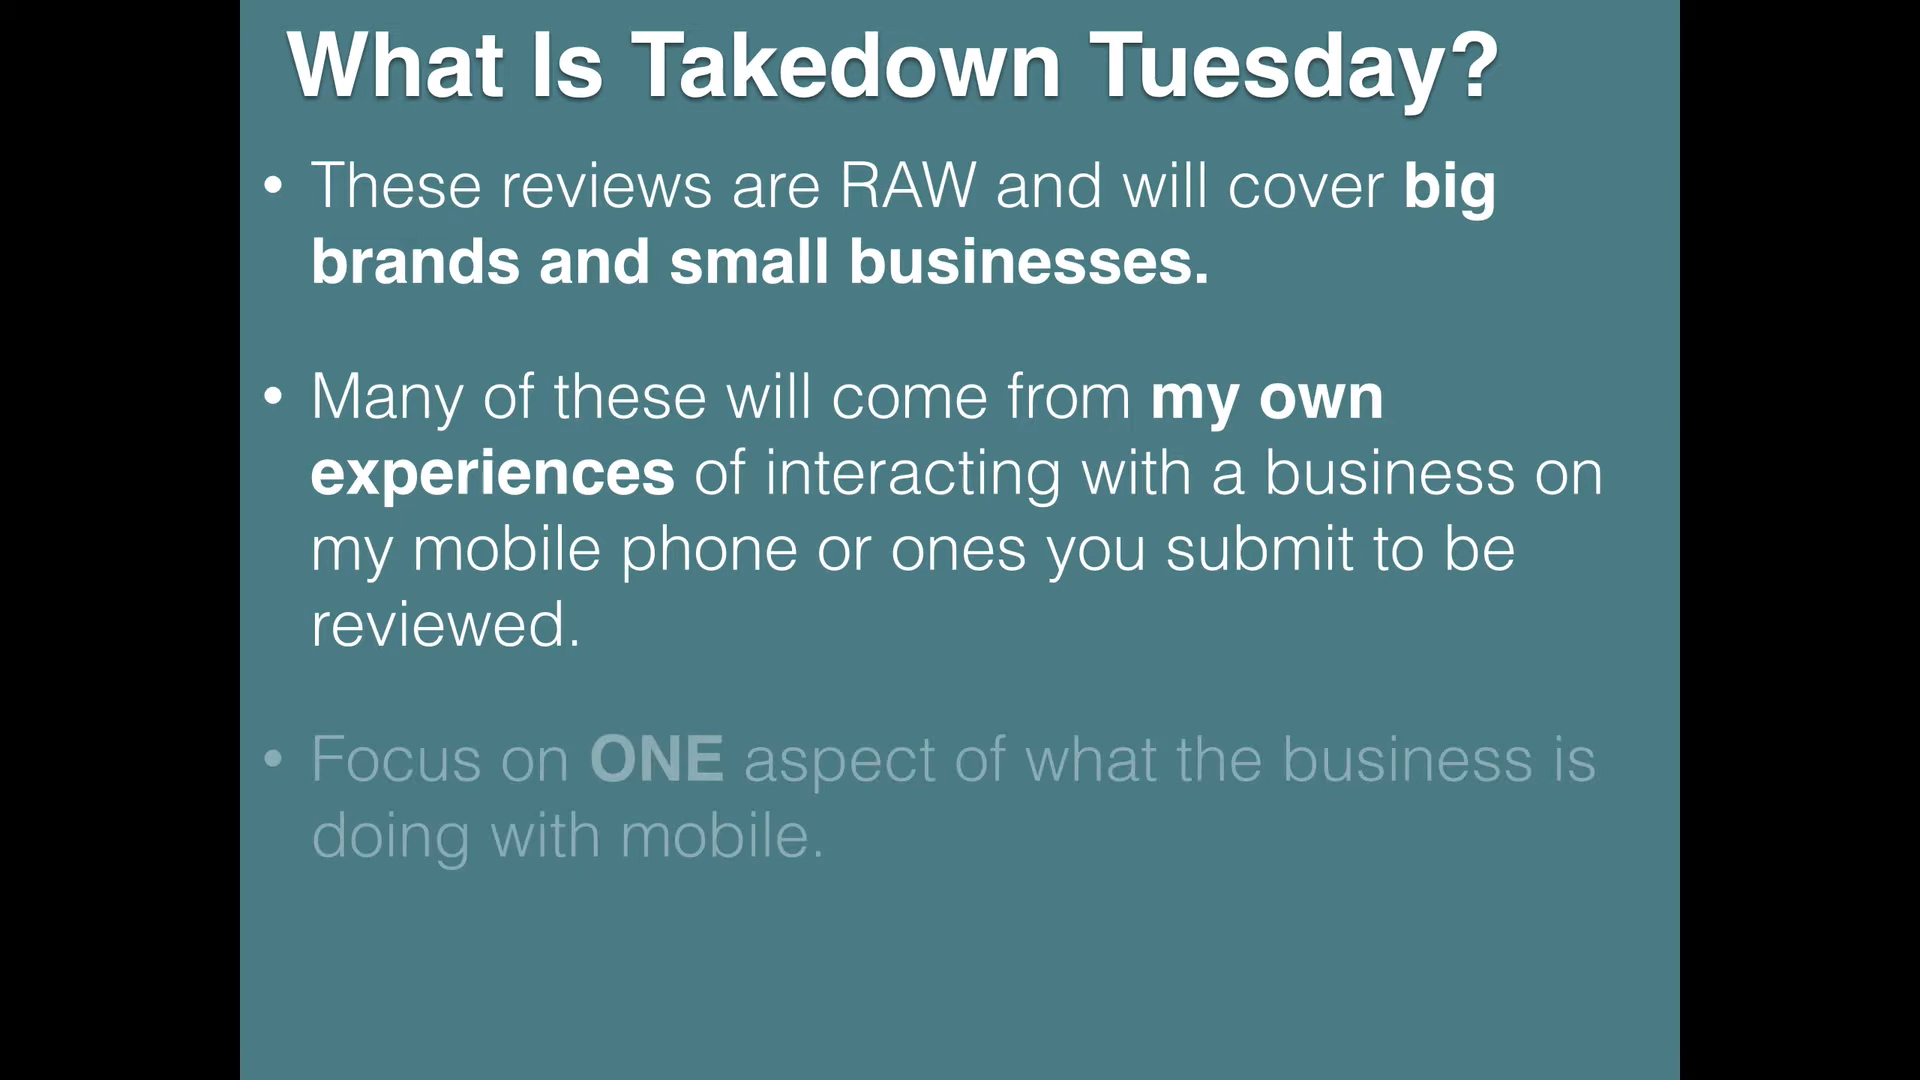 What Is Takedown Tuesday?
• These reviews are RAW and will cover big
brands and small businesses.
• Many of these will come from my own
experiences of interacting with a business on
my mobile phone or ones you submit to be
reviewed.
• Focus on ONE aspect of what the business is
doing with mobile.